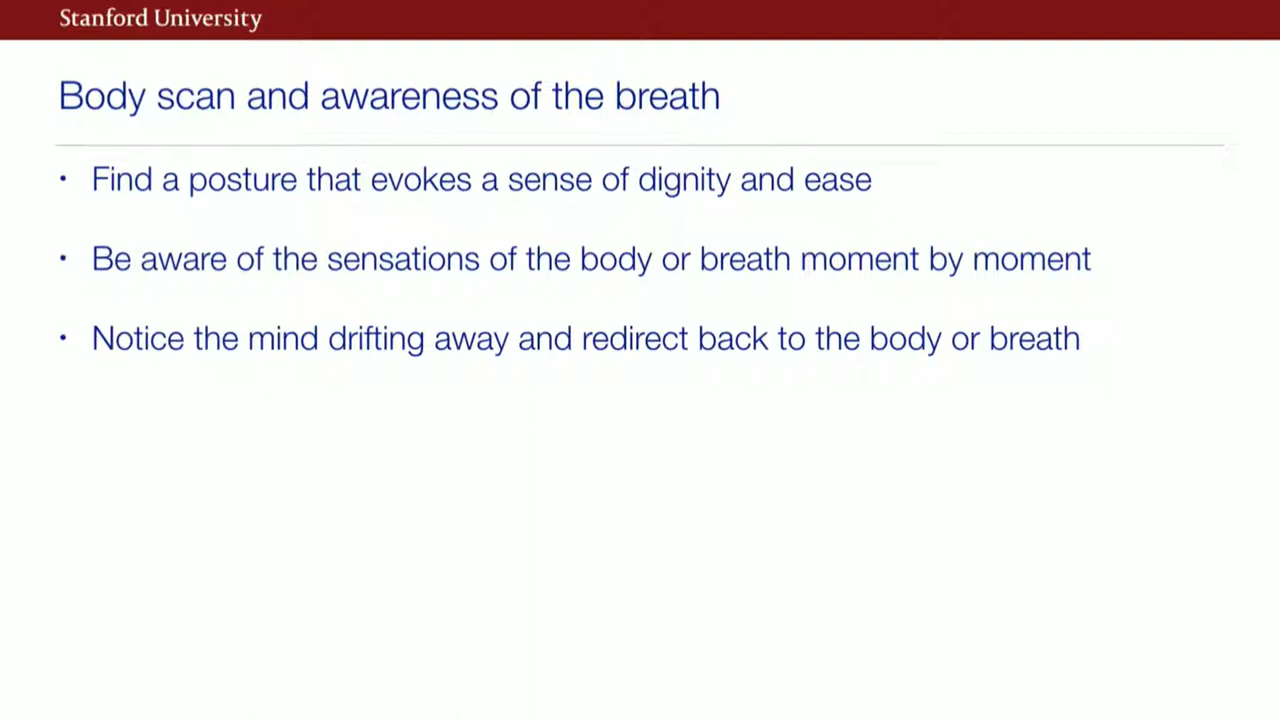 Stanford University
Body scan and awareness of the breath
• Find a posture that evokes a sense of dignity and ease
• Be aware of the sensations of the body or breath moment by moment
• Notice the mind drifting away and redirect back to the body or breath